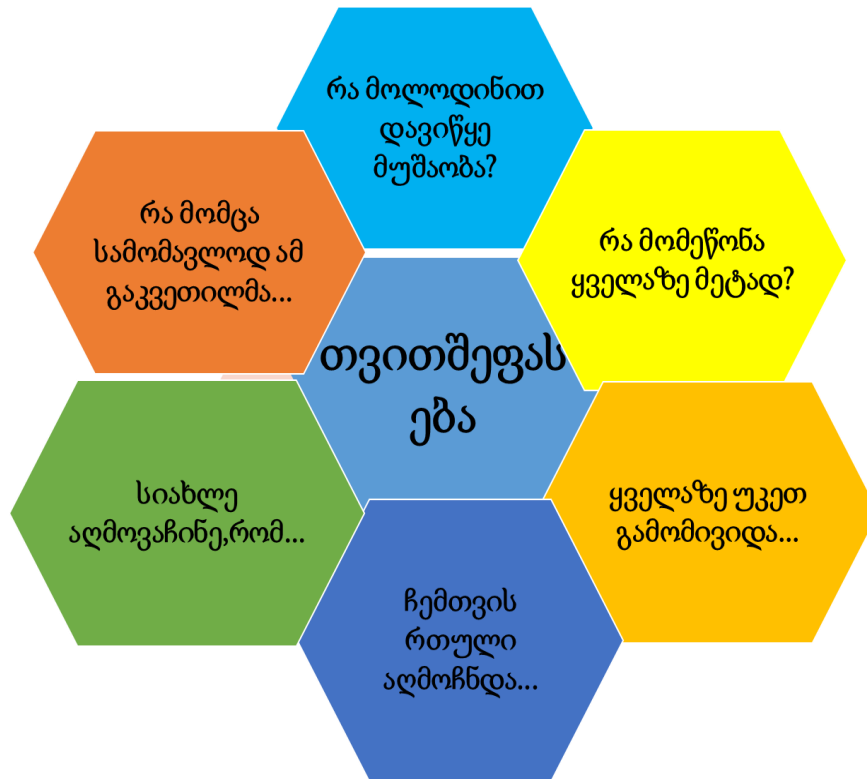 რა მოლოდინით
დავიწყე
მუშაობა?
რა მომეწონა
ყველაზე მეტად?
ყველაზე უკეთ
გამომივიდა...
ჩემთვის
რთული
აღმოჩნდა...
სიახლე
აღმოვაჩინე,რომ...
რა მომცა
სამომავლოდ ამ
გაკვეთილმა...
თვითშეფას
ება